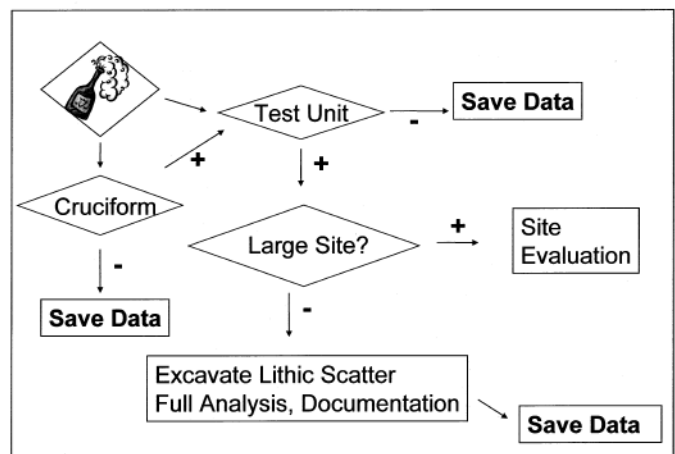 Test Unit
Save Data
+
-
+
Cruciform
Large Site?
+
Site
Evaluation
-
Save Data
-
Excavate Lithic Scatter
Full Analysis, Documentation
Save Data